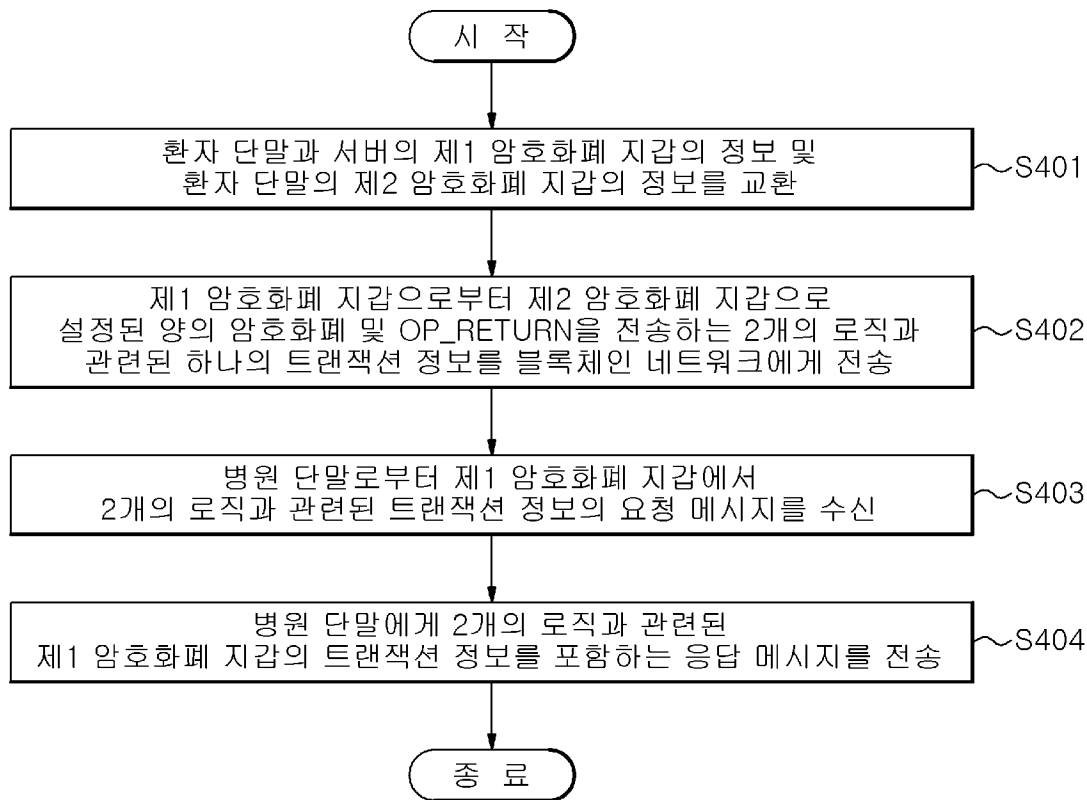 시 작
환자 단말과 서버의 제1 암호화폐 지갑의 정보 및
환자 단말의 제2 암호화폐 지갑의 정보를 교환
S401
제1 암호화폐 지갑으로부터 제2 암호화폐 지갑으로
설정된 양의 암호화폐 및 OP_RETURN을 전송하는 2개의 로직과
관련된 하나의 트랜잭션 정보를 블록체인 네트워크에게 전송
S402
병원 단말로부터 제1 암호화폐 지갑에서
2개의 로직과 관련된 트랜잭션 정보의 요청 메시지를 수신
S403
병원 단말에게 2개의 로직과 관련된
제1 암호화폐 지갑의 트랜잭션 정보를 포함하는 응답 메시지를 전송
S404
종 료